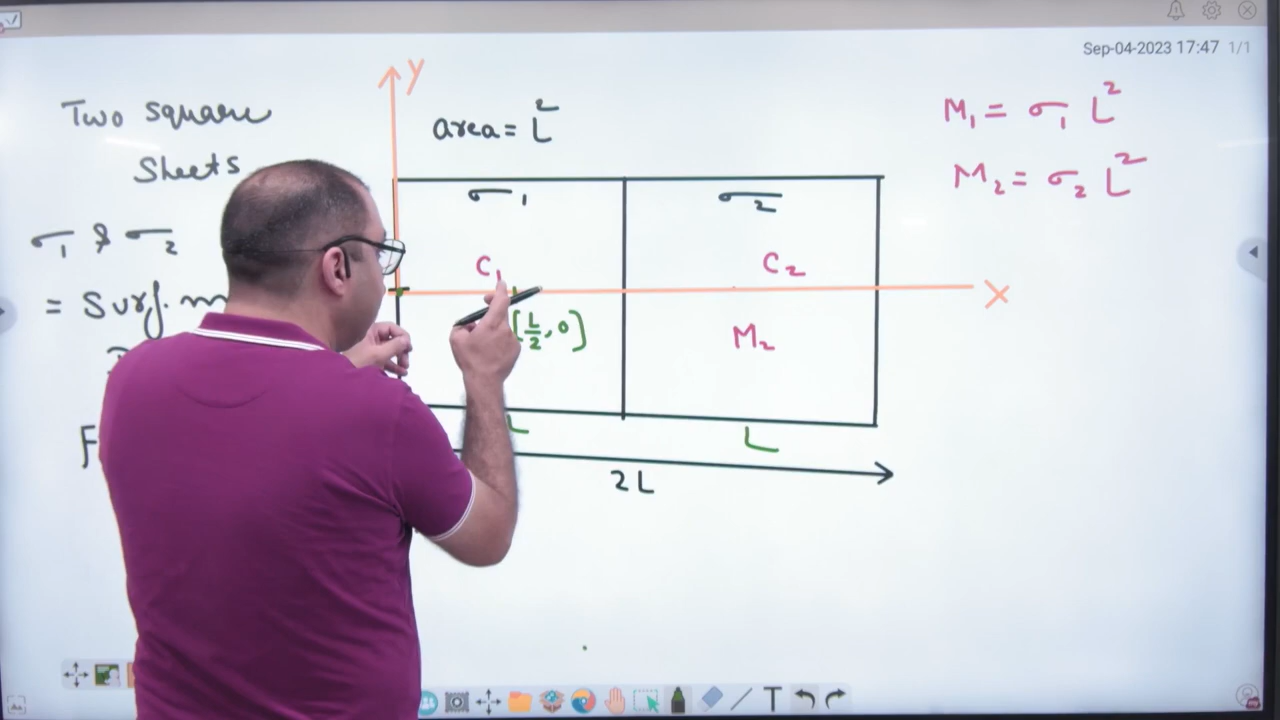 Sep-04-2023 17:47 1/1
Two square
Sheets
σ1 & σ2
= Surf. m
F
Y
area = L²
σ1
σ2
C1
C2
[L/2, 0]
M2
X
L
L
2L
M1 = σ1 L²
M2 = σ2 L²
T